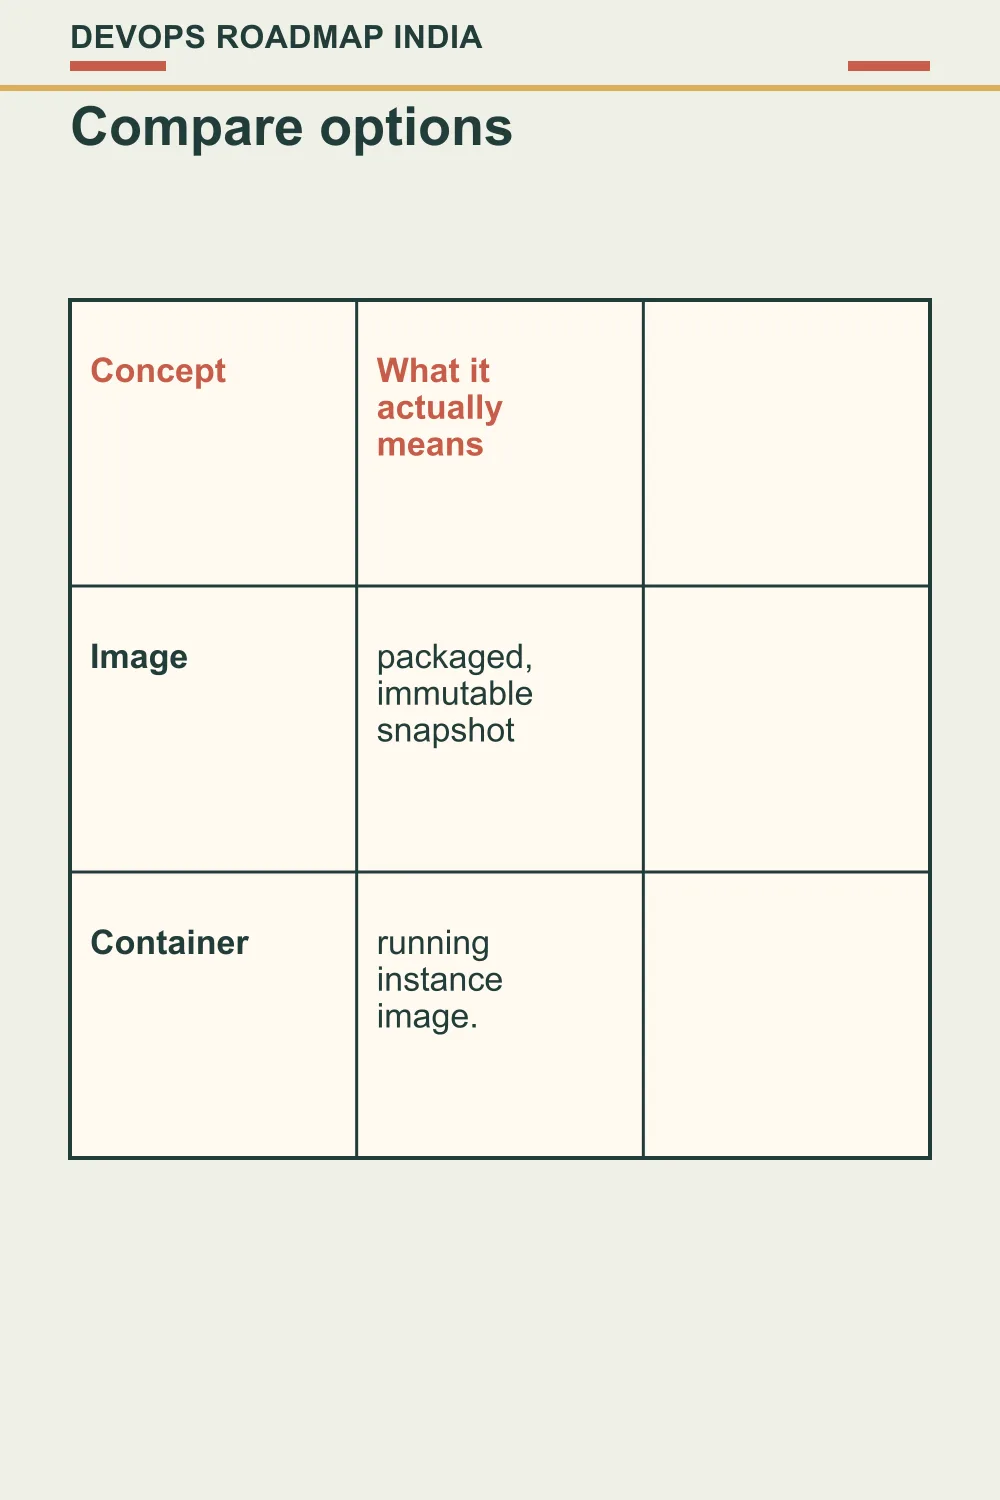 DEVOPS ROADMAP INDIA
Compare options
Concept
What it
actually
means
Image
packaged,
immutable
snapshot
Container
running
instance
image.